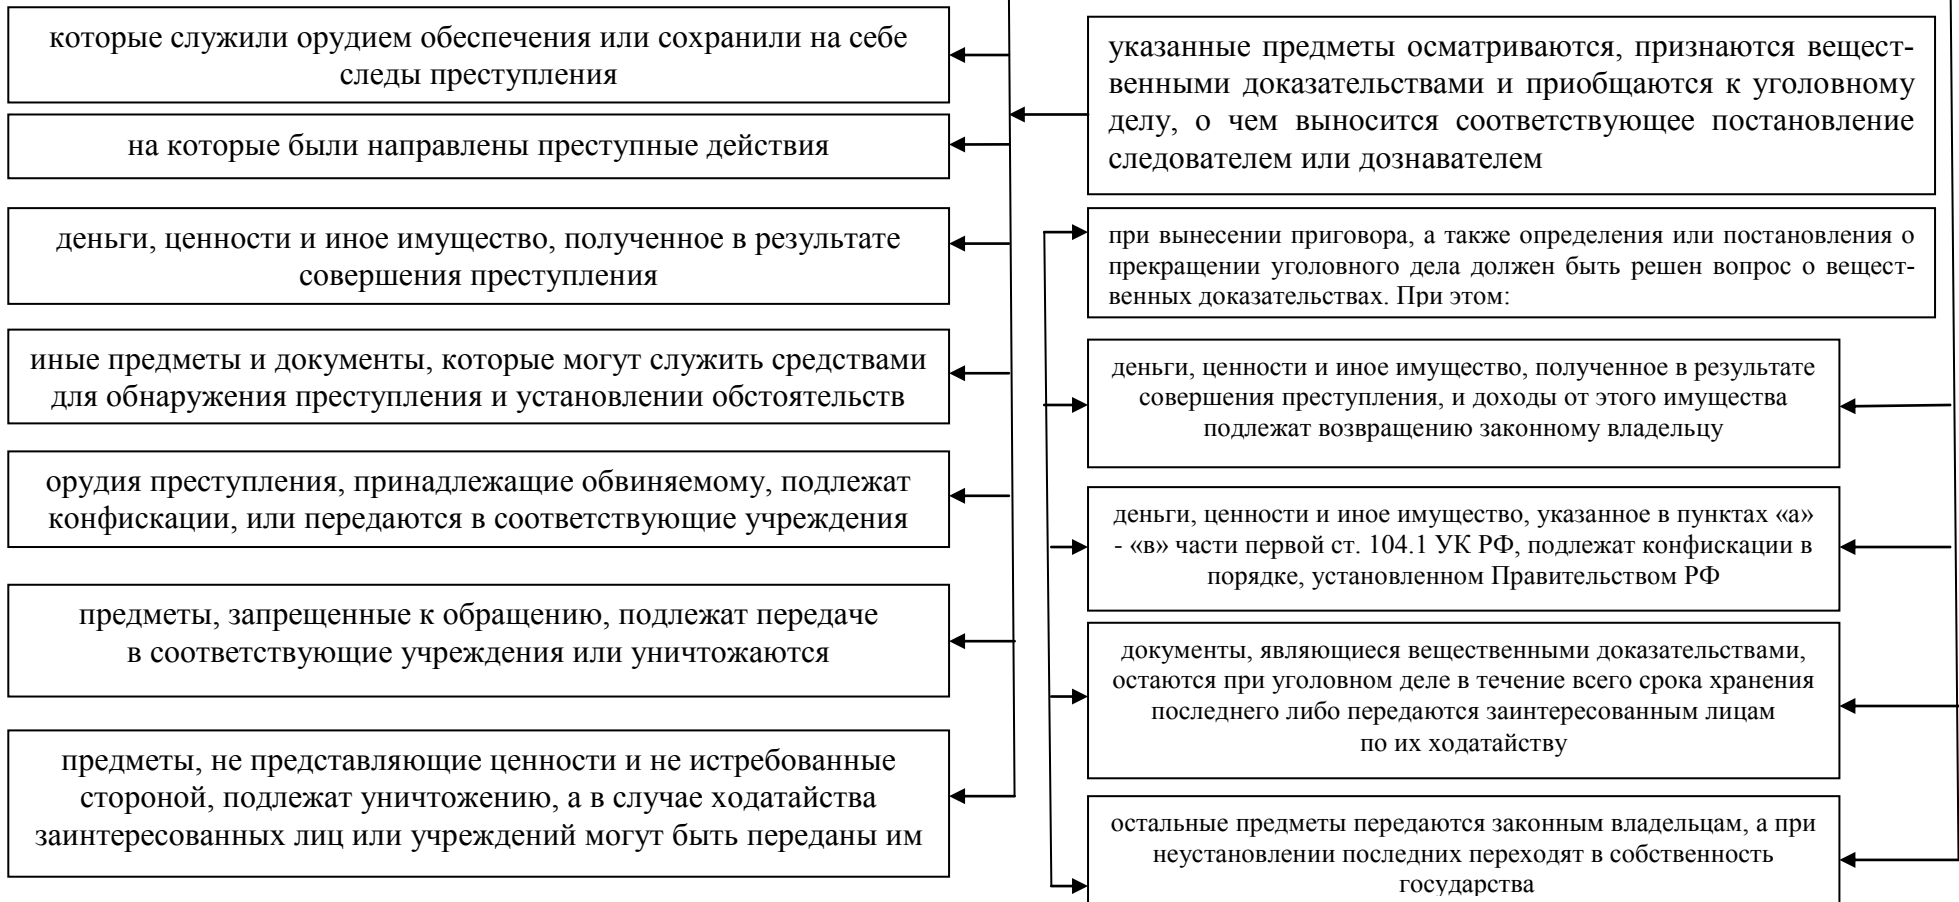 которые служили орудием обеспечения или сохранили на себе
следы преступления
на которые были направлены преступные действия
деньги, ценности и иное имущество, полученное в результате
совершения преступления
иные предметы и документы, которые могут служить средствами
для обнаружения преступления и установлении обстоятельств
орудия преступления, принадлежащие обвиняемому, подлежат
конфискации, или передаются в соответствующие учреждения
предметы, запрещенные к обращению, подлежат передаче
в соответствующие учреждения или уничтожаются
предметы, не представляющие ценности и не истребованные
стороной, подлежат уничтожению, а в случае ходатайства
заинтересованных лиц или учреждений могут быть переданы им
указанные предметы осматриваются, признаются вещест-
венными доказательствами и приобщаются к уголовному
делу, о чем выносится соответствующее постановление
следователем или дознавателем
при вынесении приговора, а также определения или постановления о
прекращении уголовного дела должен быть решен вопрос о вещест-
венных доказательствах. При этом:
деньги, ценности и иное имущество, полученное в результате
совершения преступления, и доходы от этого имущества
подлежат возвращению законному владельцу
деньги, ценности и иное имущество, указанное в пунктах «а»
- «в» части первой ст. 104.1 УК РФ, подлежат конфискации в
порядке, установленном Правительством РФ
документы, являющиеся вещественными доказательствами,
остаются при уголовном деле в течение всего срока хранения
последнего либо передаются заинтересованным лицам
по их ходатайству
остальные предметы передаются законным владельцам, а при
неустановлении последних переходят в собственность
государства